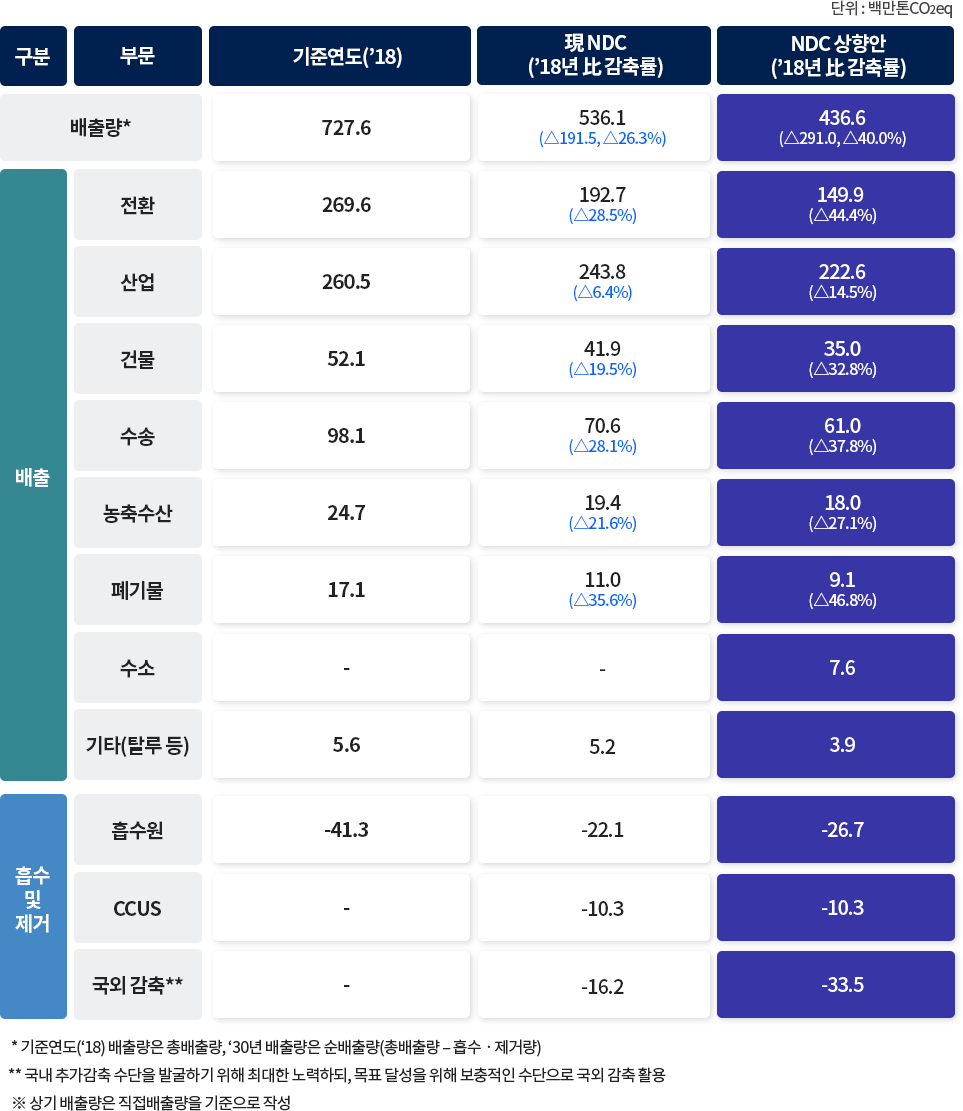 단위 : 백만톤CO2eq
구분 부문 기준연도(’18) 現 NDC (’18년 比 감축률) NDC 상향안 (’18년 比 감축률)
배출량* 727.6 536.1 (△191.5, △26.3%) 436.6 (△291.0, △40.0%)
배출
전환 269.6 192.7 (△28.5%) 149.9 (△44.4%)
산업 260.5 243.8 (△6.4%) 222.6 (△14.5%)
건물 52.1 41.9 (△19.5%) 35.0 (△32.8%)
수송 98.1 70.6 (△28.1%) 61.0 (△37.8%)
농축수산 24.7 19.4 (△21.6%) 18.0 (△27.1%)
폐기물 17.1 11.0 (△35.6%) 9.1 (△46.8%)
수소 - - 7.6
기타(탈루 등) 5.6 5.2 3.9
흡수 및 제거
흡수원 -41.3 -22.1 -26.7
CCUS - -10.3 -10.3
국외 감축** - -16.2 -33.5
* 기준연도(‘18) 배출량은 총배출량, ‘30년 배출량은 순배출량(총배출량 – 흡수 · 제거량)
** 국내 추가감축 수단을 발굴하기 위해 최대한 노력하되, 목표 달성을 위해 보충적인 수단으로 국외 감축 활용
※ 상기 배출량은 직접배출량을 기준으로 작성